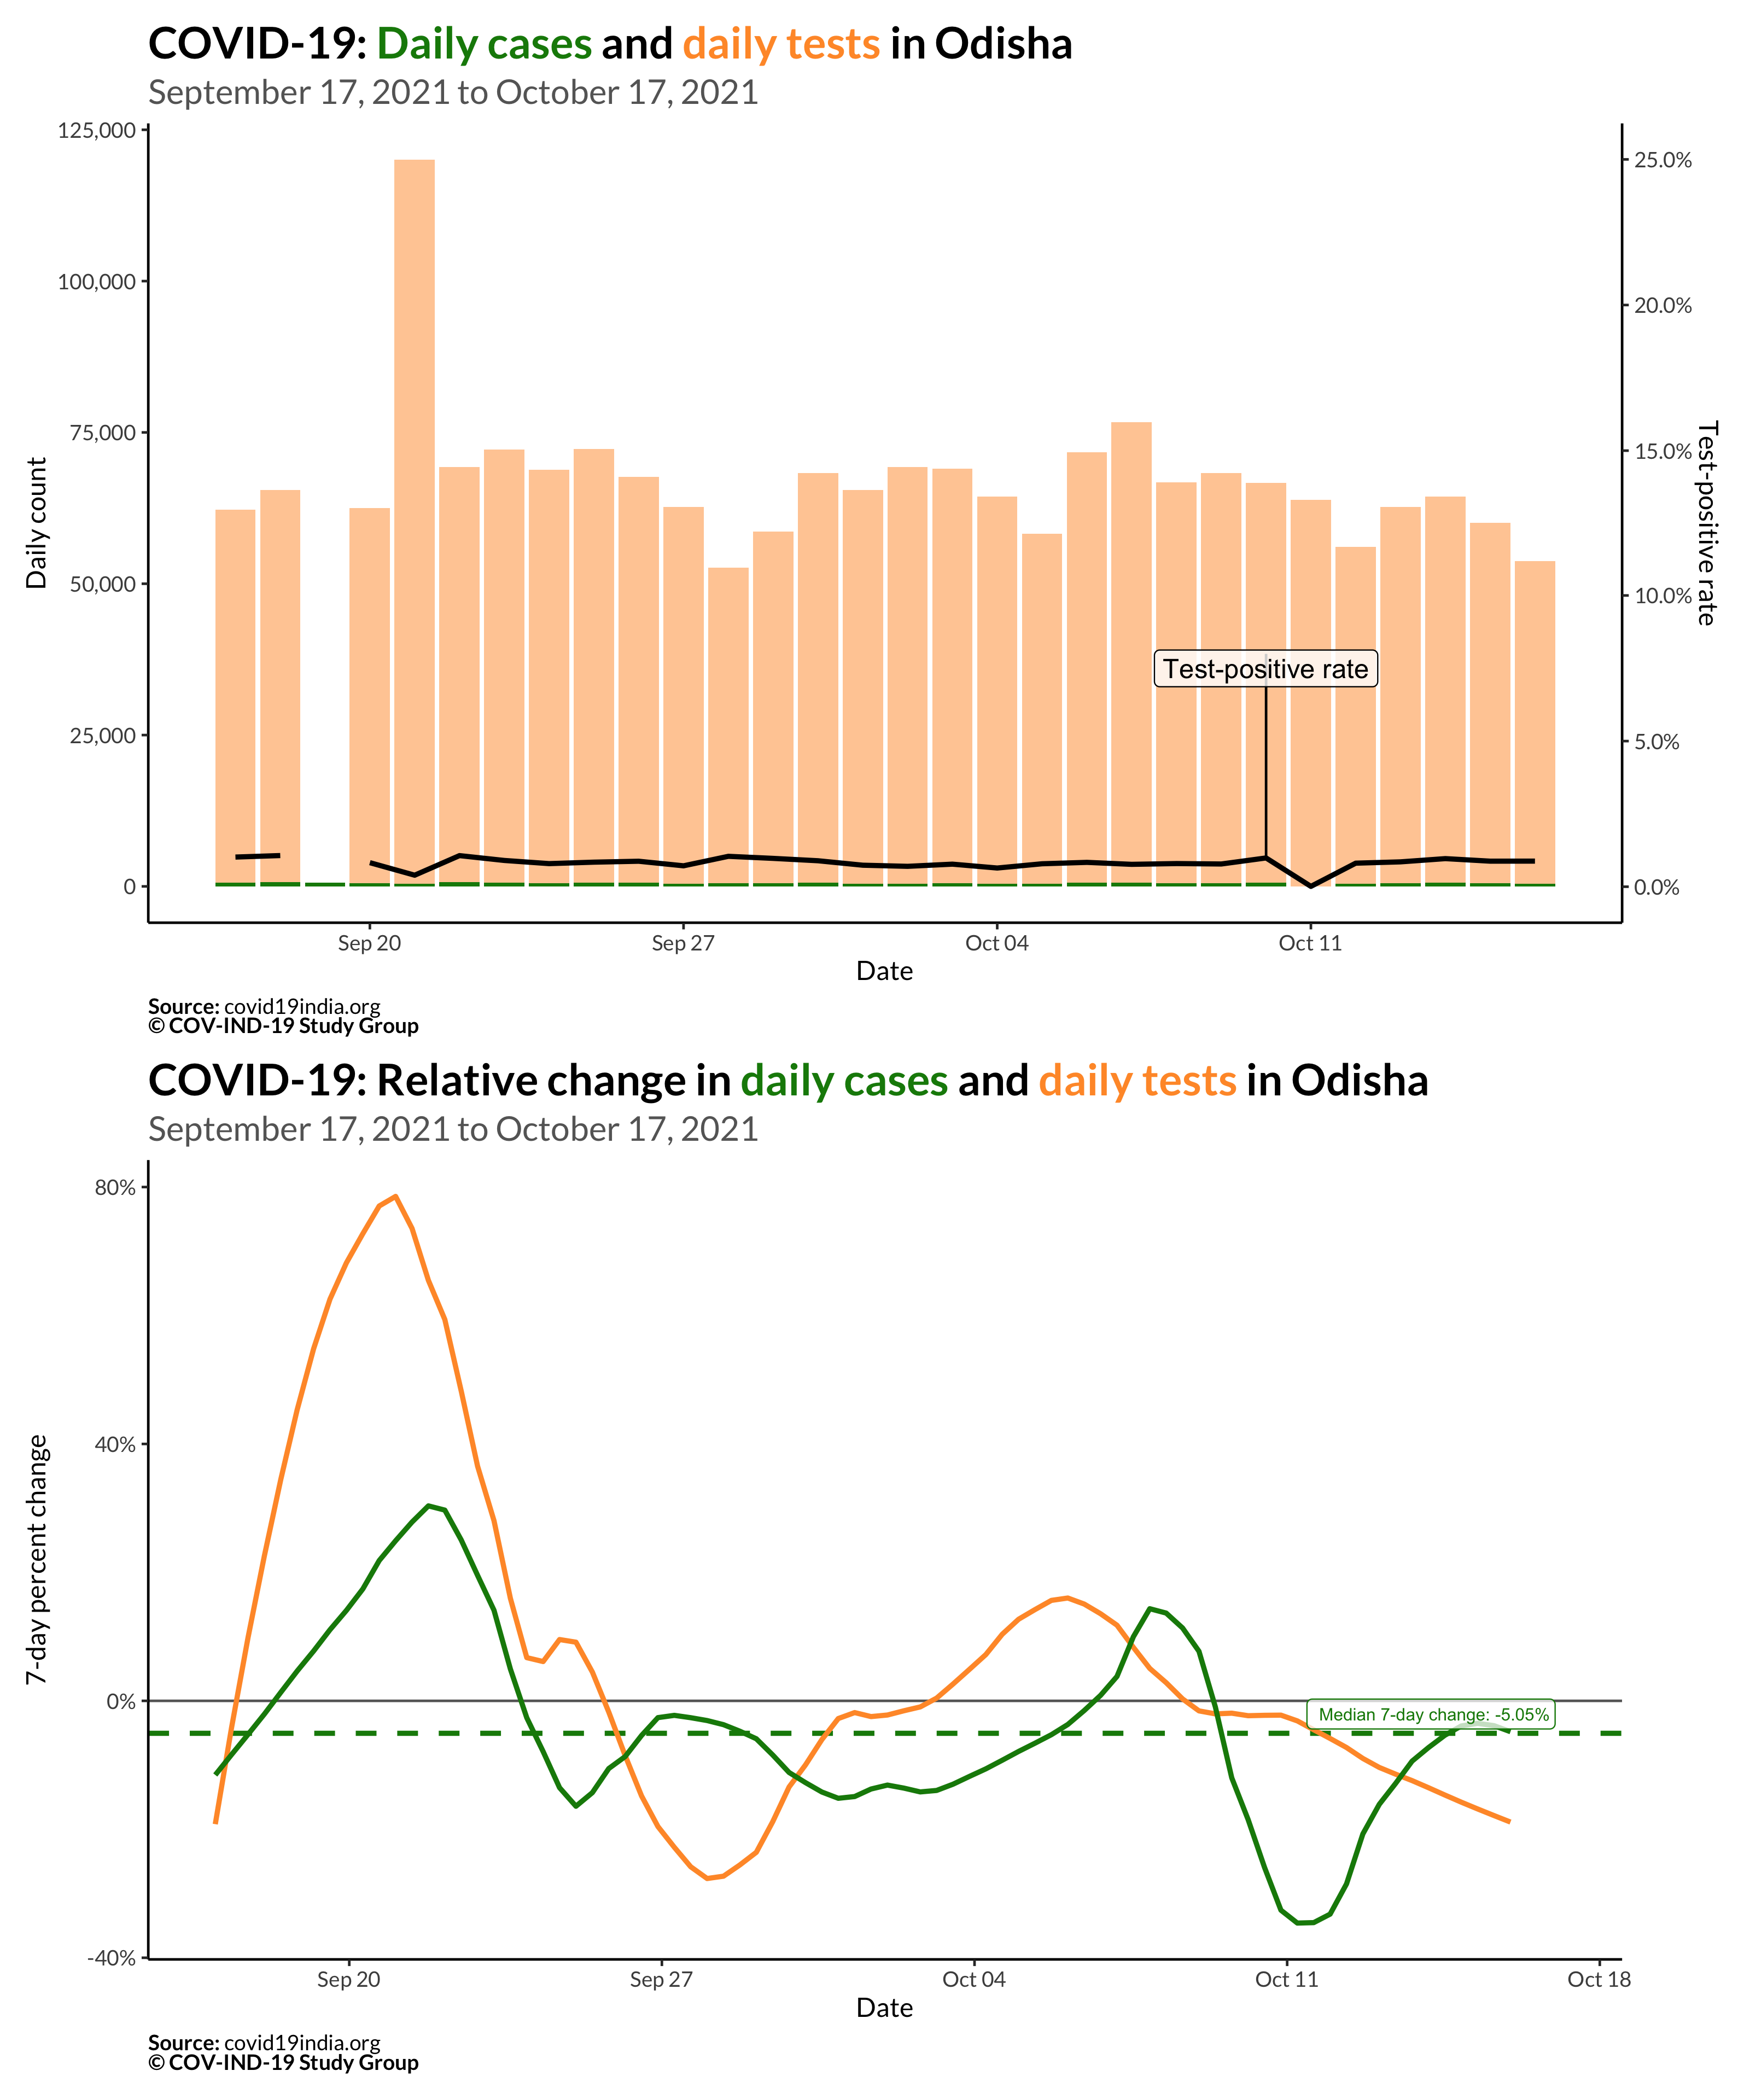 COVID-19: Daily cases and daily tests in Odisha
September 17, 2021 to October 17, 2021
125,000
100,000
75,000
50,000
25,000
0
Daily count
25.0%
20.0%
15.0%
10.0%
5.0%
0.0%
Test-positive rate
Test-positive rate
Sep 20
Sep 27
Oct 04
Oct 11
Date
Source: covid19india.org
© COV-IND-19 Study Group
COVID-19: Relative change in daily cases and daily tests in Odisha
September 17, 2021 to October 17, 2021
80%
40%
0%
-40%
7-day percent change
Median 7-day change: -5.05%
Sep 20
Sep 27
Oct 04
Oct 11
Oct 18
Date
Source: covid19india.org
© COV-IND-19 Study Group